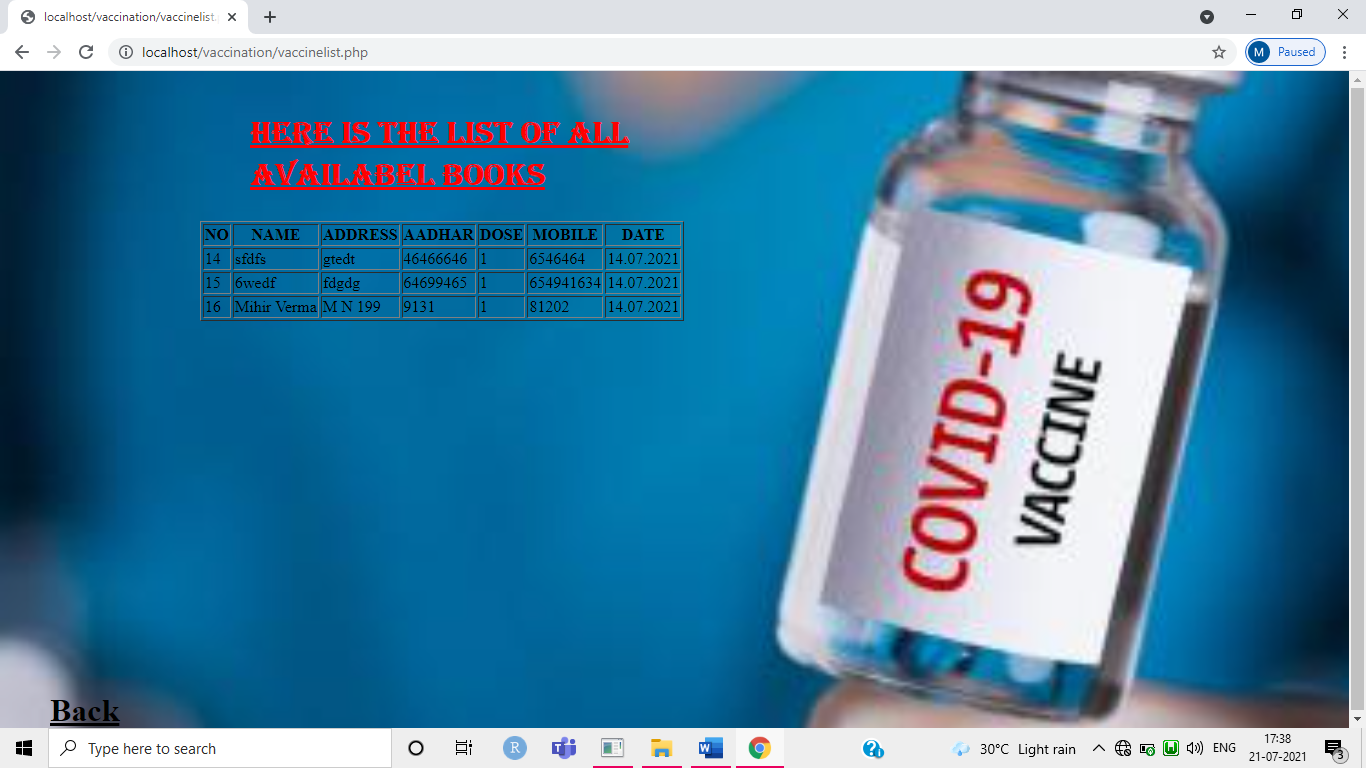 localhost/vaccination/vaccinelist.
localhost/vaccination/vaccinelist.php
M Paused
HERE IS THE LIST OF ALL
AVAILABEL BOOKS
NO NAME ADDRESS AADHAR DOSE MOBILE DATE
14 sfdfs gtedt 46466646 1 6546464 14.07.2021
15 6wedf fdgdg 64699465 1 654941634 14.07.2021
16 Mihir Verma M N 199 9131 1 81202 14.07.2021
COVID-19
VACCINE
Back
Type here to search
R
T
W
30°C Light rain
ENG
17:38
21-07-2021
3